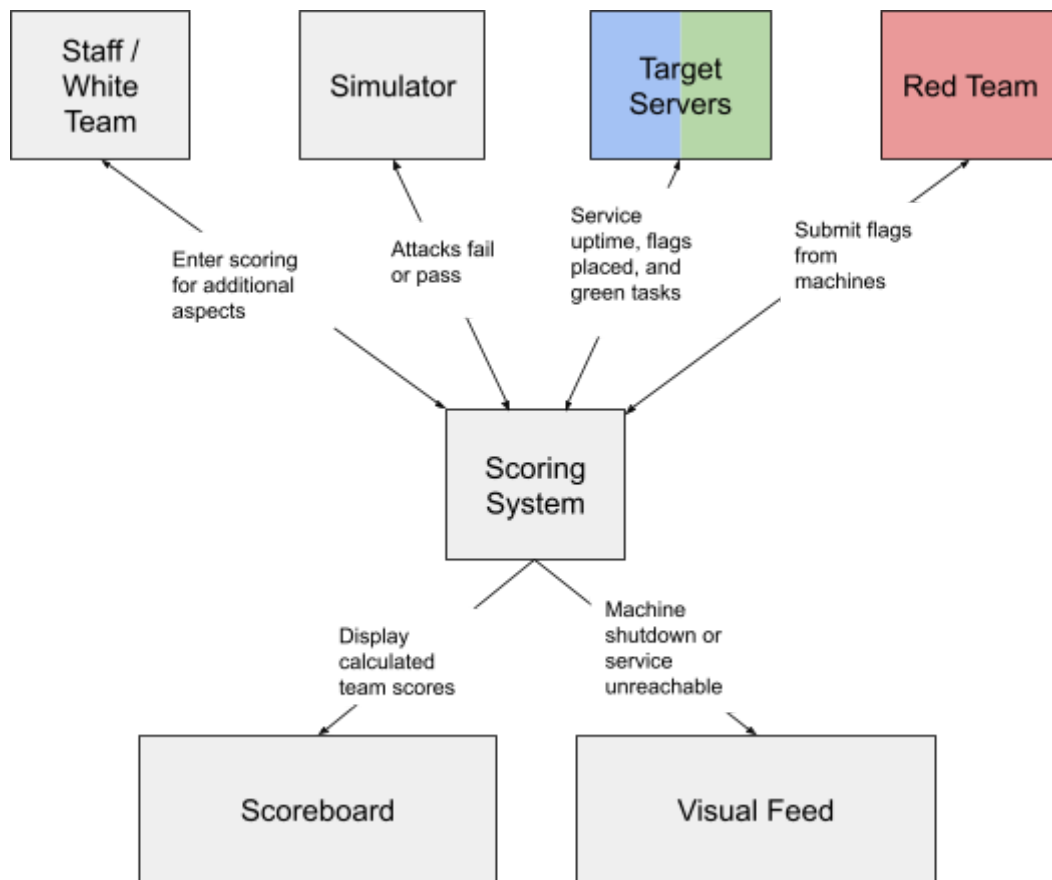 Staff /
White
Team
Simulator
Target
Servers
Red Team
Enter scoring
for additional
aspects
Attacks fail
or pass
Service
uptime, flags
placed, and
green tasks
Submit flags
from
machines
Scoring
System
Display
calculated
team scores
Machine
shutdown or
service
unreachable
Scoreboard
Visual Feed